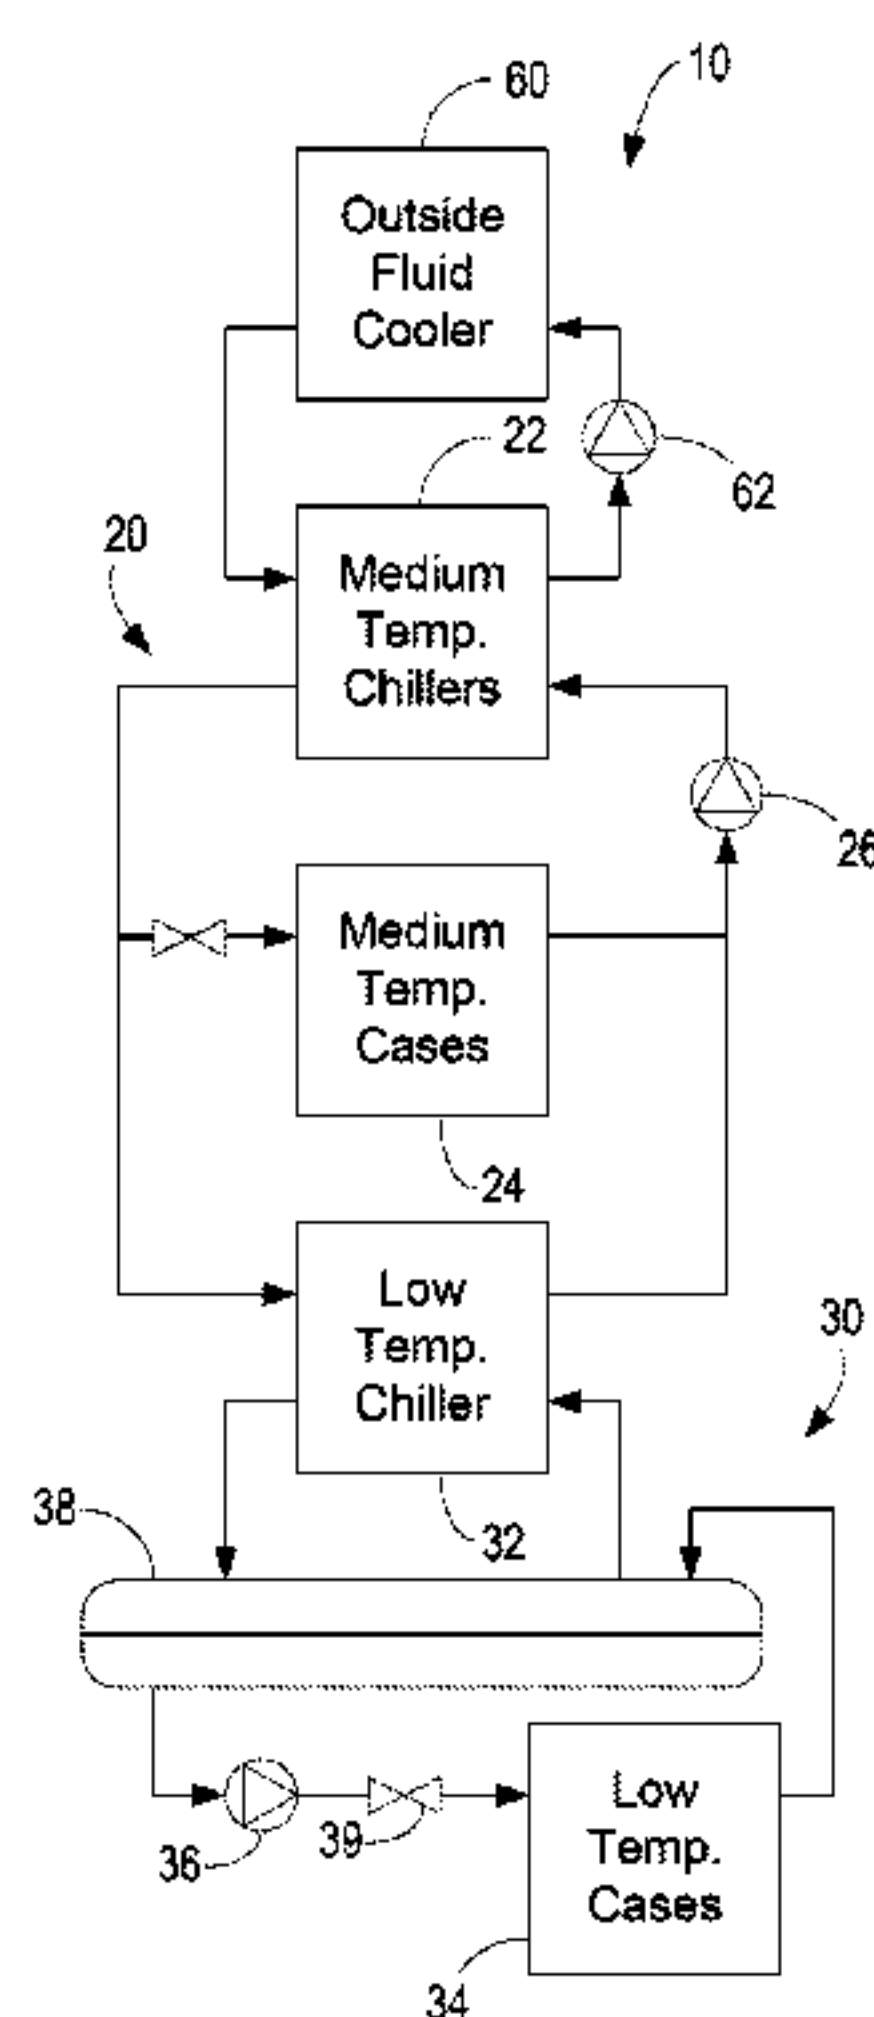 10
60
Outside
Fluid
Cooler
22
62
20
Medium
Temp.
Chillers
26
Medium
Temp.
Cases
24
Low
Temp.
Chiller
30
38
32
Low
Temp.
Cases
39
36
34